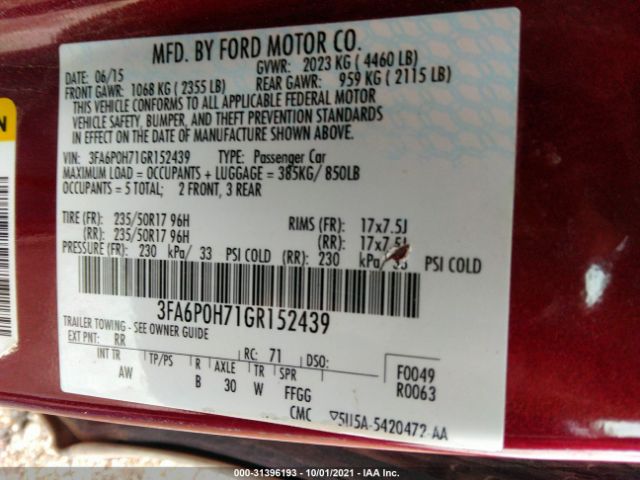 MFD. BY FORD MOTOR CO.
DATE: 06/15 GVWR: 2023 KG ( 4460 LB)
FRONT GAWR: 1068 KG ( 2355 LB) REAR GAWR: 959 KG ( 2115 LB)
THIS VEHICLE CONFORMS TO ALL APPLICABLE FEDERAL MOTOR
VEHICLE SAFETY, BUMPER, AND THEFT PREVENTION STANDARDS
IN EFFECT ON THE DATE OF MANUFACTURE SHOWN ABOVE.
VIN: 3FA6P0H71GR152439 TYPE: Passenger Car
MAXIMUM LOAD = OCCUPANTS + LUGGAGE = 385KG/ 850LB
OCCUPANTS = 5 TOTAL; 2 FRONT, 3 REAR
TIRE (FR): 235/50R17 96H RIMS (FR): 17x7.5J
(RR): 235/50R17 96H (RR): 17x7.5J
PRESSURE (FR): 230 kPa/ 33 PSI COLD (RR): 230 kPa/ 33 PSI COLD
3FA6P0H71GR152439
TRAILER TOWING - SEE OWNER GUIDE
EXT PNT: RR RC: 71 DSO:
INT TR TP/PS R AXLE TR SPR F0049
AW B 30 W FFGG R0063
CMC 5U5A-5420472-AA
000-31396193 - 10/01/2021 - IAA Inc.